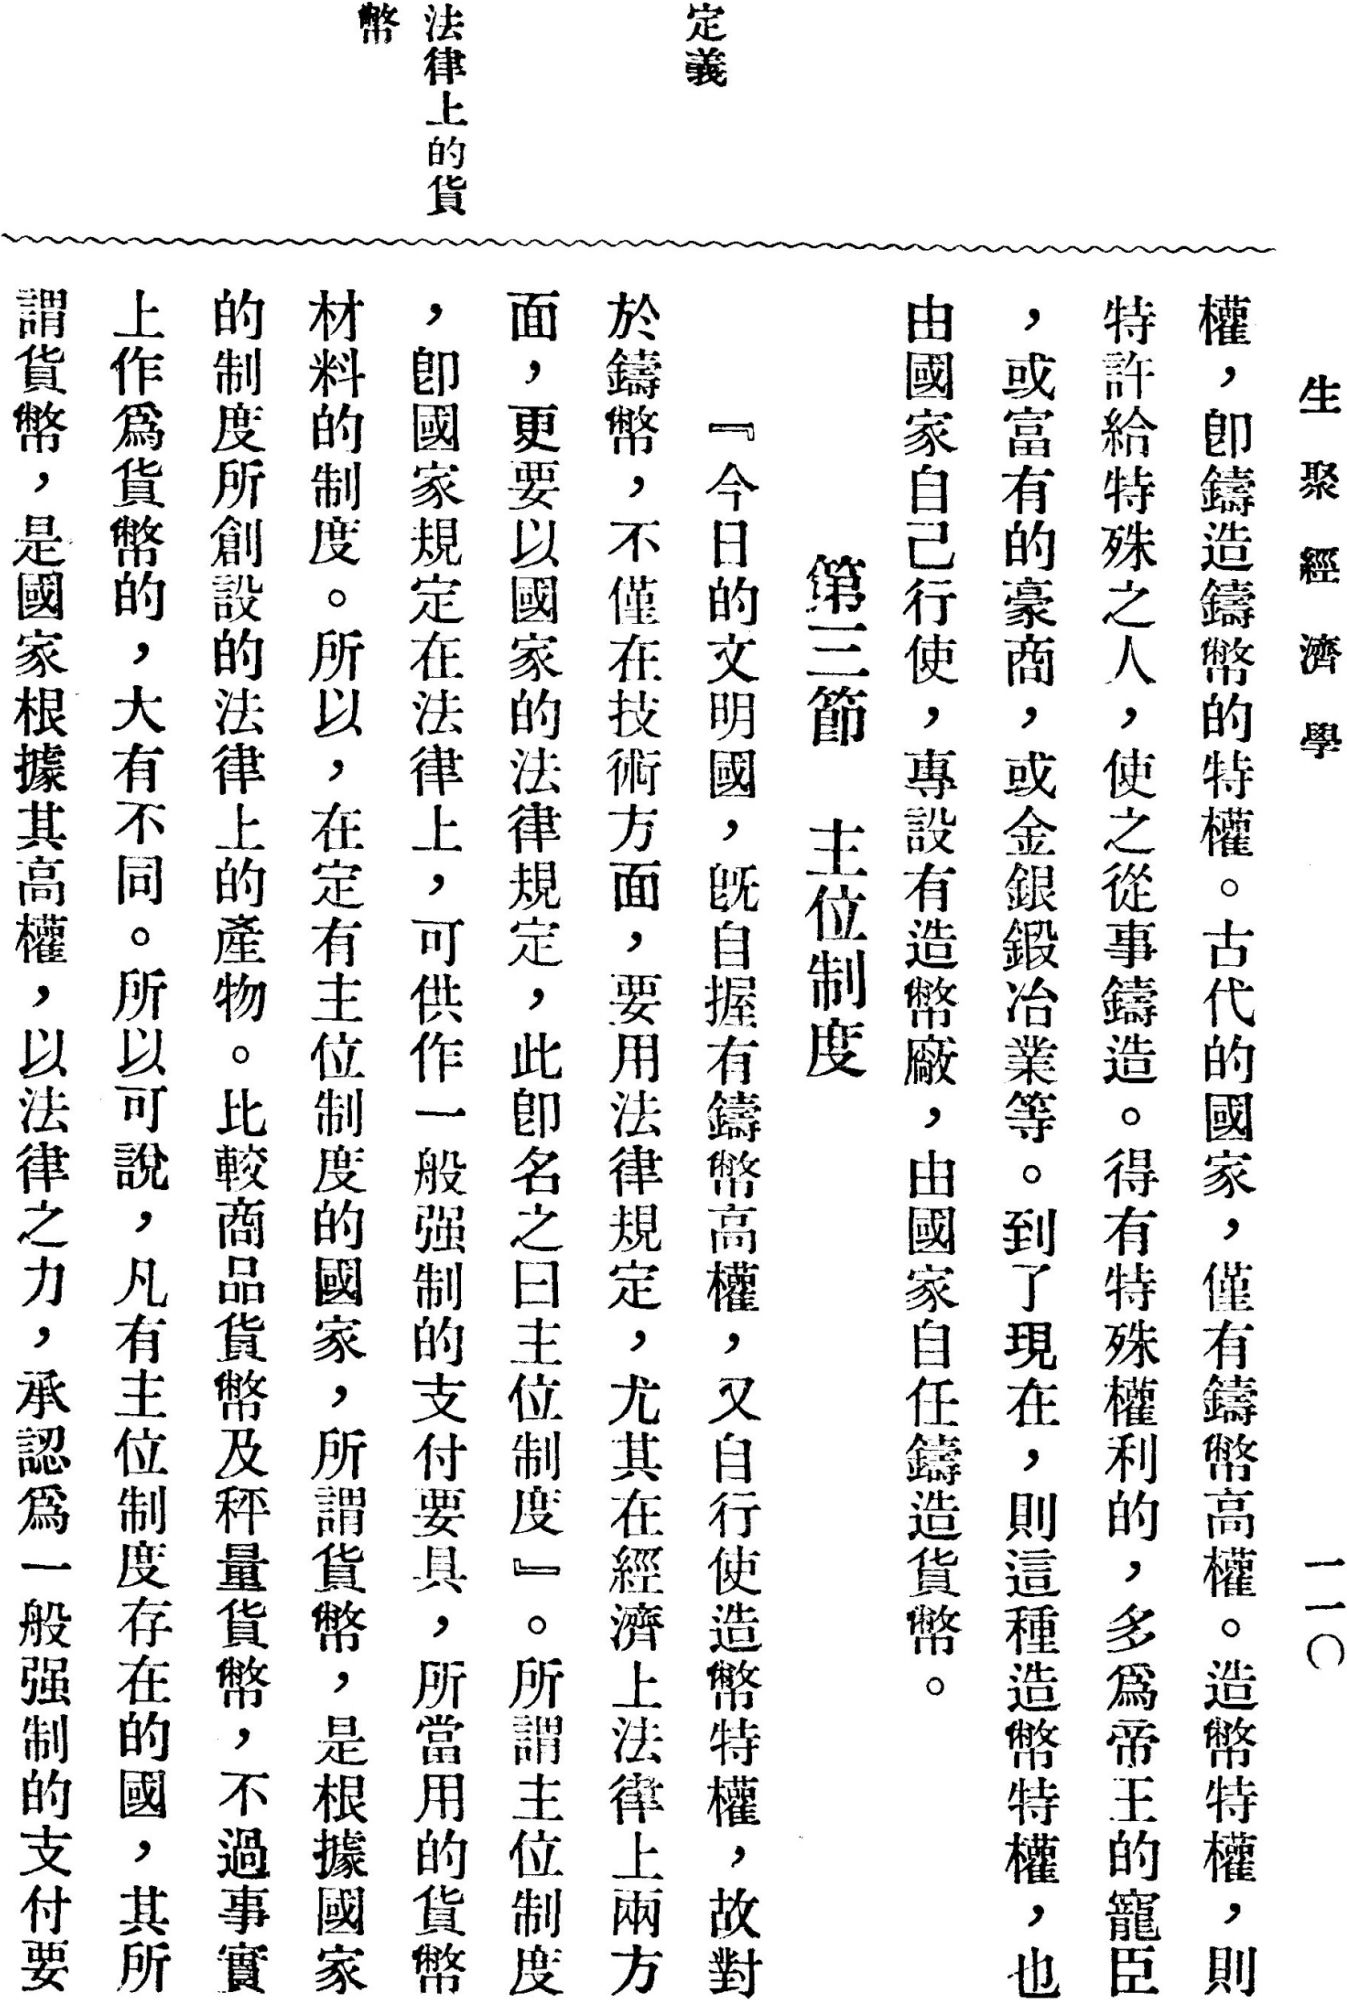 生聚經濟學
一一〇
權，卽鑄造鑄幣的特權。古代的國家，僅有鑄幣高權。造幣特權，則
特許給特殊之人，使之從事鑄造。得有特殊權利的，多爲帝王的寵臣
，或富有的豪商，或金銀鍛冶業等。到了現在，則這種造幣特權，也
由國家自己行使，專設有造幣廠，由國家自任鑄造貨幣。
第三節　主位制度
定義
『今日的文明國，旣自握有鑄幣高權，又自行使造幣特權，故對
於鑄幣，不僅在技術方面，要用法律規定，尤其在經濟上法律上兩方
面，更要以國家的法律規定，此卽名之曰主位制度』。所謂主位制度
，卽國家規定在法律上，可供作一般强制的支付要具，所當用的貨幣
法律上的貨
幣
材料的制度。所以，在定有主位制度的國家，所謂貨幣，是根據國家
的制度所創設的法律上的產物。比較商品貨幣及秤量貨幣，不過事實
上作爲貨幣的，大有不同。所以可說，凡有主位制度存在的國，其所
謂貨幣，是國家根據其高權，以法律之力，承認爲一般强制的支付要